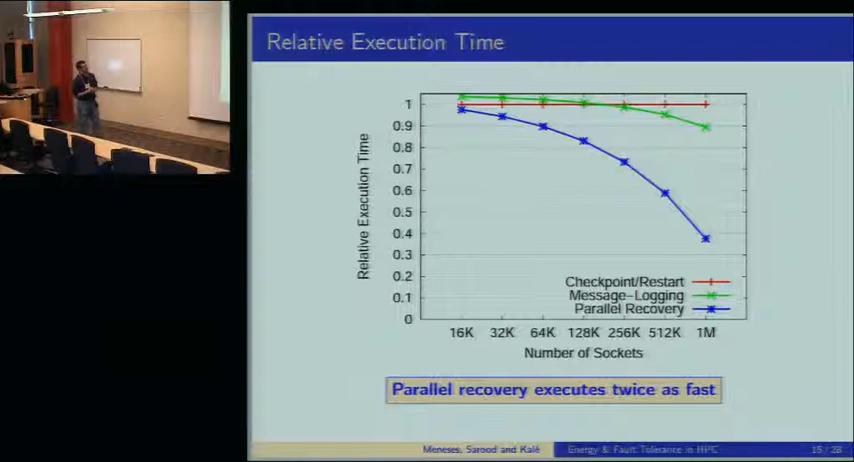 Relative Execution Time
1
0.9
0.8
0.7
0.6
0.5
0.4
0.3
0.2
0.1
0
Relative Execution Time
Checkpoint/Restart
Message-Logging
Parallel Recovery
16K 32K 64K 128K 256K 512K 1M
Number of Sockets
Parallel recovery executes twice as fast
Meneses, Sarood and Kalé Energy & Fault Tolerance in HPC 15 / 28